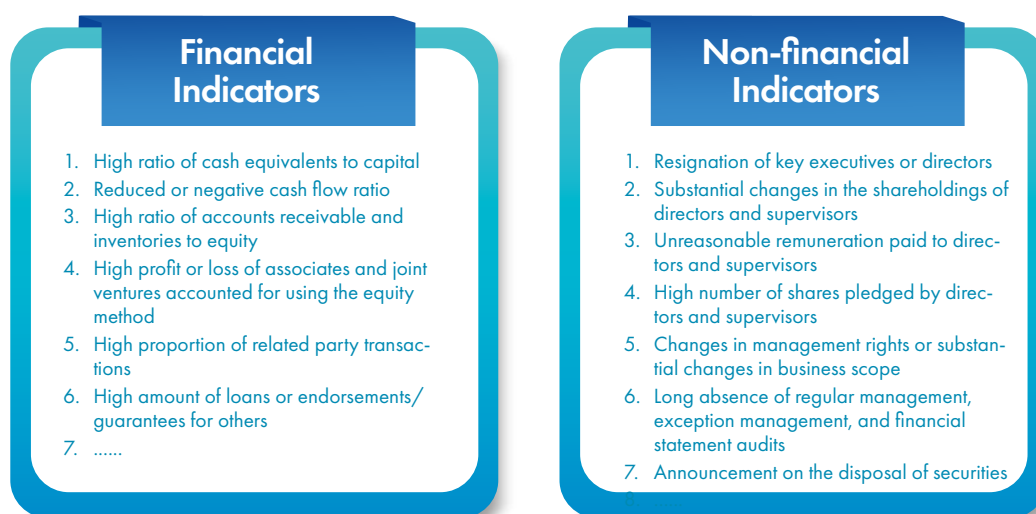 Financial
Indicators
1. High ratio of cash equivalents to capital
2. Reduced or negative cash flow ratio
3. High ratio of accounts receivable and
inventories to equity
4. High profit or loss of associates and joint
ventures accounted for using the equity
method
5. High proportion of related party transac-
tions
6. High amount of loans or endorsements/
guarantees for others
7. ......
Non-financial
Indicators
1. Resignation of key executives or directors
2. Substantial changes in the shareholdings of
directors and supervisors
3. Unreasonable remuneration paid to direc-
tors and supervisors
4. High number of shares pledged by direc-
tors and supervisors
5. Changes in management rights or substan-
tial changes in business scope
6. Long absence of regular management,
exception management, and financial
statement audits
7. Announcement on the disposal of securities